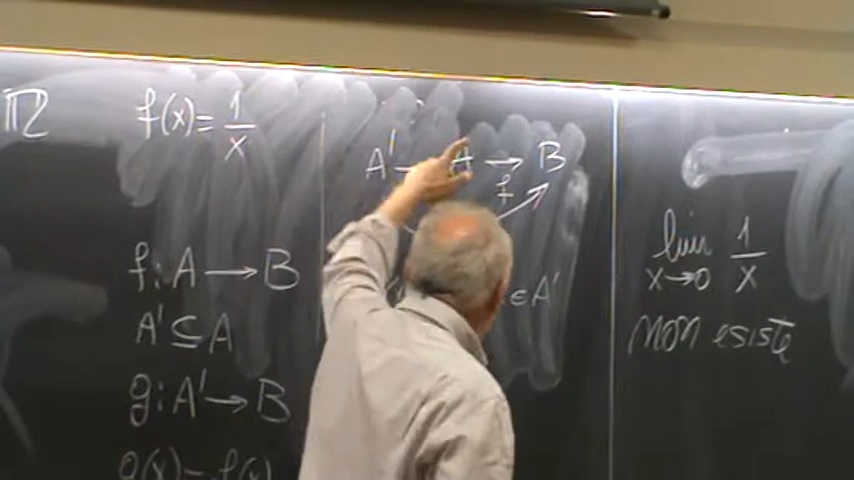 f(x) = 1/x
f: A → B
A' ⊆ A
g: A' → B
g(x) = f(x)
A' → A → B
f
∈ A'
lim x→0 1/x
non esiste